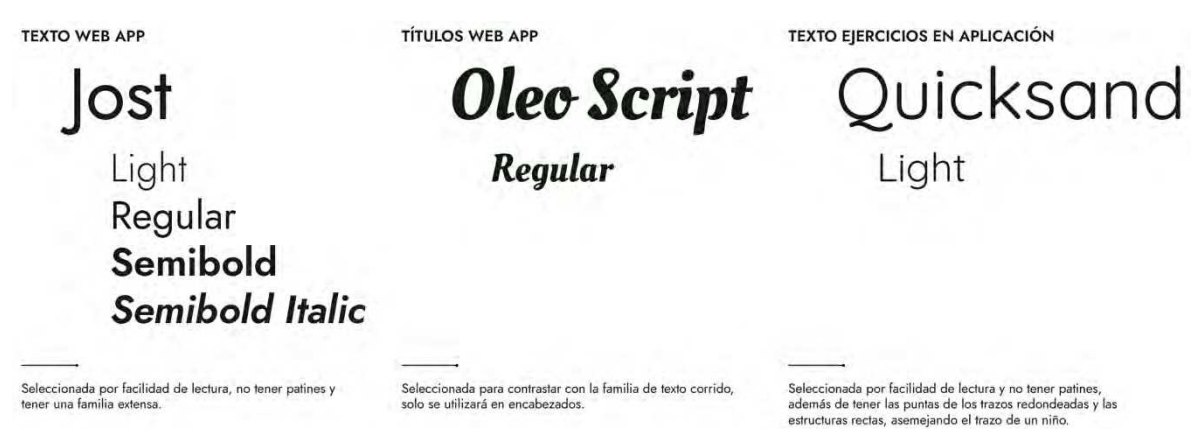 TEXTO WEB APP
Jost
Light
Regular
Semibold
Semibold Italic
Seleccionada por facilidad de lectura, no tener patines y
tener una familia extensa.
TÍTULOS WEB APP
Oleo Script
Regular
Seleccionada para contrastar con la familia de texto corrido,
solo se utilizará en encabezados.
TEXTO EJERCICIOS EN APLICACIÓN
Quicksand
Light
Seleccionada por facilidad de lectura y no tener patines,
además de tener las puntas de los trazos redondeadas y las
estructuras rectas, asemejando el trazo de un niño.